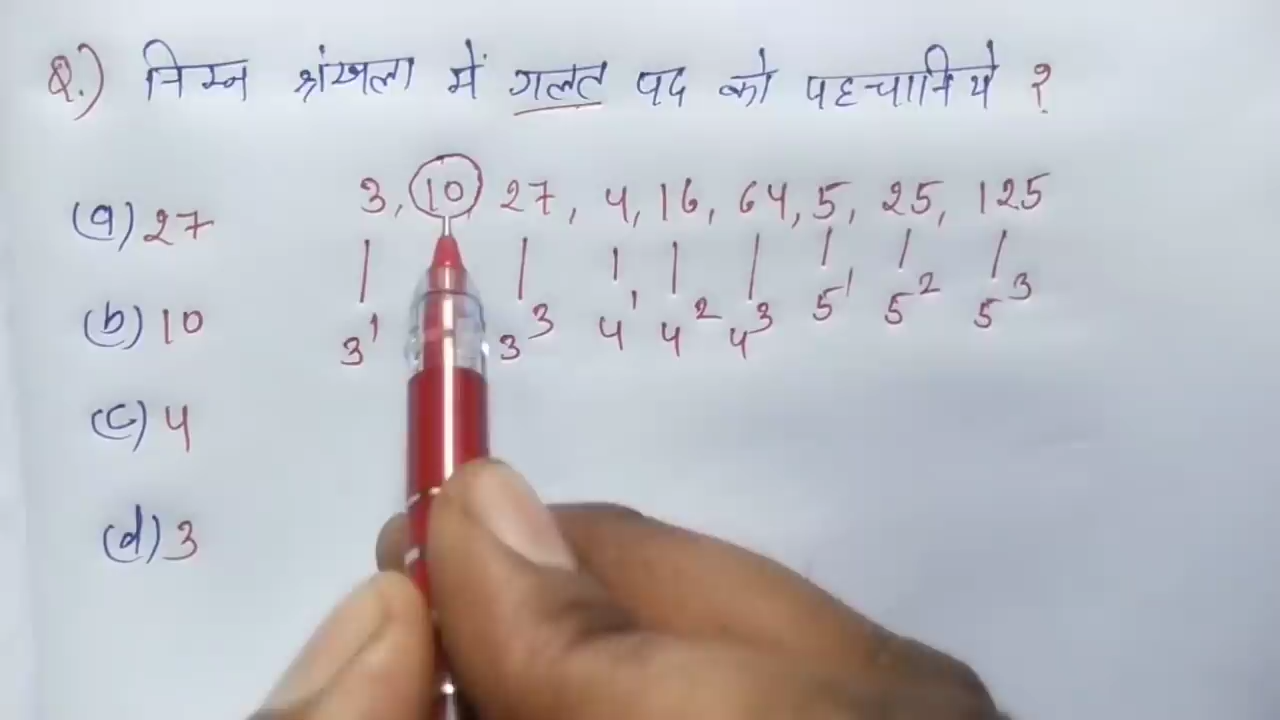 Q.) निम्न श्रंखला में गलत पद को पहचानिये ?
3, 10 27, 4, 16, 64, 5, 25, 125
(a) 27
3¹ 3³ 4¹ 4² 4³ 5¹ 5² 5³
(b) 10
(c) 4
(d) 3